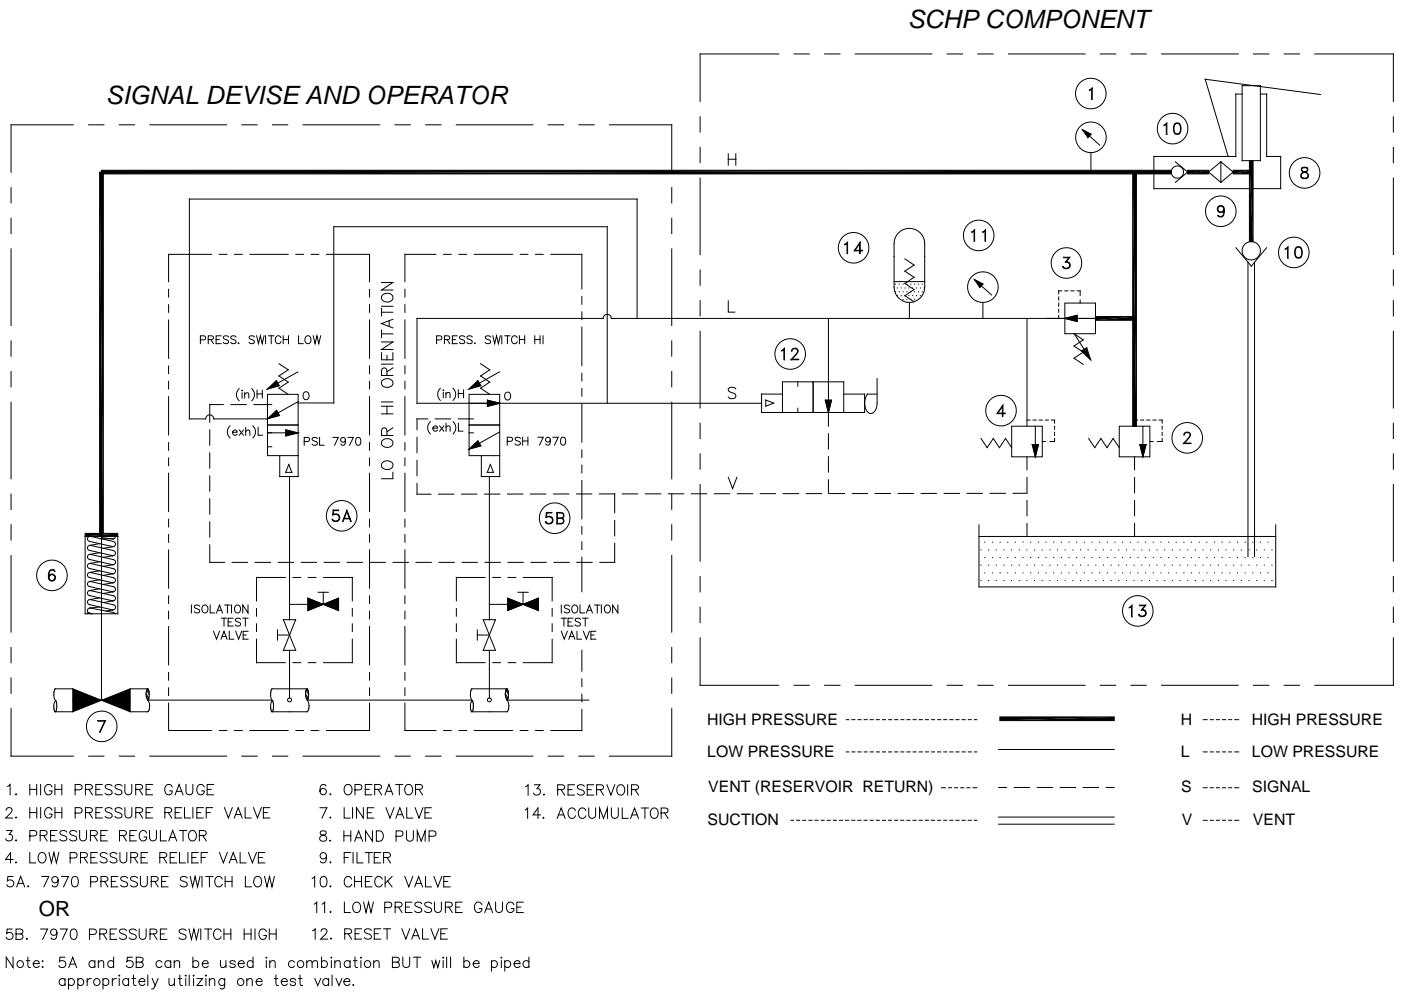 SCHP COMPONENT
SIGNAL DEVISE AND OPERATOR
1
10
8
9
10
H
14
11
3
L
LO OR HI ORIENTATION
PRESS. SWITCH LOW
PRESS. SWITCH HI
12
(in)H
O
(in)H
O
S
4
2
(exh)L
PSL 7970
(exh)L
PSH 7970
V
5A
5B
6
ISOLATION
TEST
VALVE
ISOLATION
TEST
VALVE
13
7
HIGH PRESSURE
LOW PRESSURE
VENT (RESERVOIR RETURN)
SUCTION
H ------ HIGH PRESSURE
L ------ LOW PRESSURE
S ------ SIGNAL
V ------ VENT
1. HIGH PRESSURE GAUGE
2. HIGH PRESSURE RELIEF VALVE
3. PRESSURE REGULATOR
4. LOW PRESSURE RELIEF VALVE
5A. 7970 PRESSURE SWITCH LOW
OR
5B. 7970 PRESSURE SWITCH HIGH
6. OPERATOR
7. LINE VALVE
8. HAND PUMP
9. FILTER
10. CHECK VALVE
11. LOW PRESSURE GAUGE
12. RESET VALVE
13. RESERVOIR
14. ACCUMULATOR
Note: 5A and 5B can be used in combination BUT will be piped
appropriately utilizing one test valve.